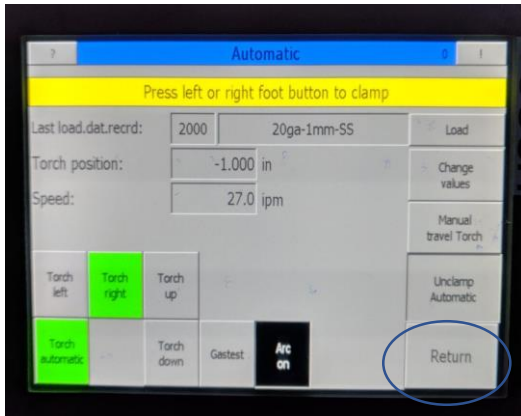 ? Automatic 0 !
Press left or right foot button to clamp
Last load.dat.recrd: 2000 20ga-1mm-SS Load
Torch position: -1.000 in
Change
values
Speed: 27.0 ipm
Manual
travel Torch
Torch
left
Torch
right
Torch
up
Unclamp
Automatic
Torch
automatic
Torch
down
Gastest
Arc
on
Return